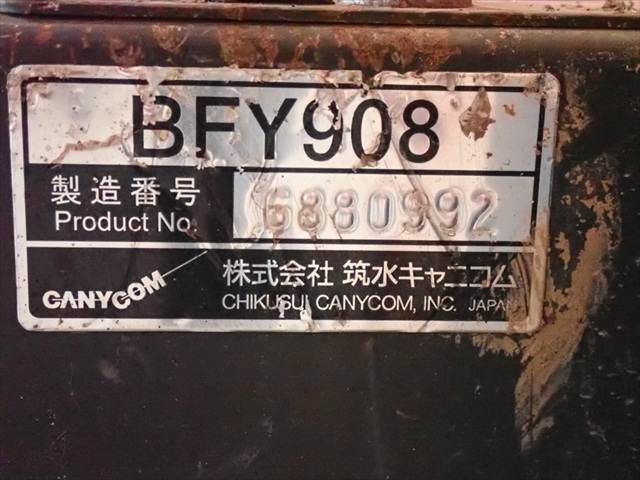 BFY908
製造番号
Product No. 6880992
CANYCOM
株式会社 筑水キャニコム
CHIKUSUI CANYCOM, INC. JAPAN